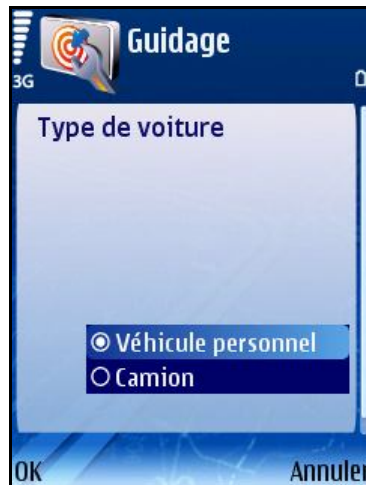 Guidage
3G
Type de voiture
Véhicule personnel
Camion
OK Annuler